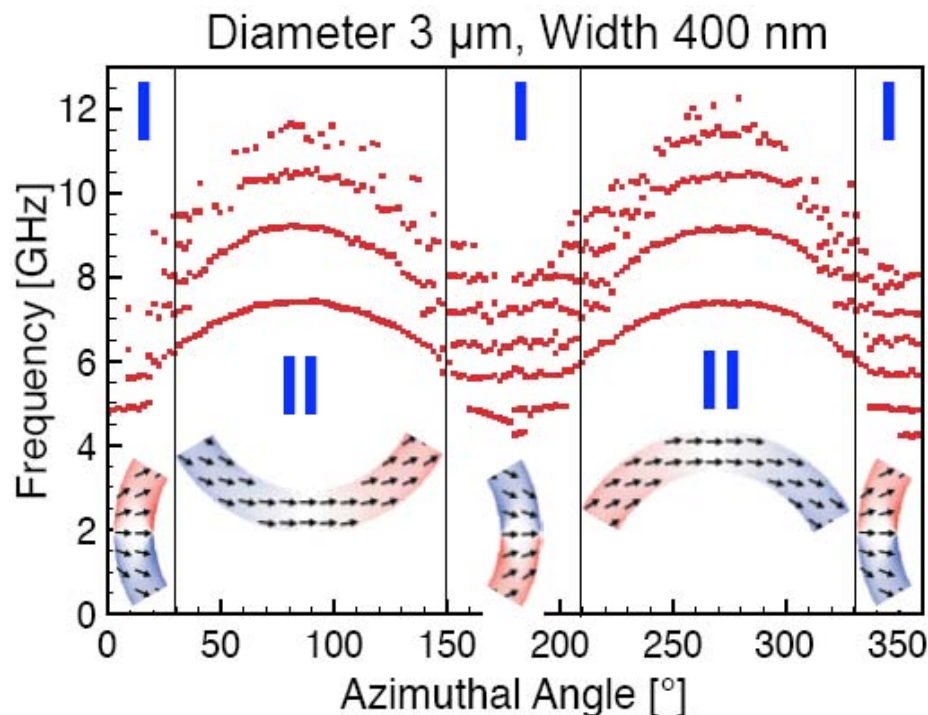 Diameter 3 µm, Width 400 nm
I
I
I
II
II
12
10
8
6
4
2
0
Frequency [GHz]
0
50
100
150
200
250
300
350
Azimuthal Angle [°]